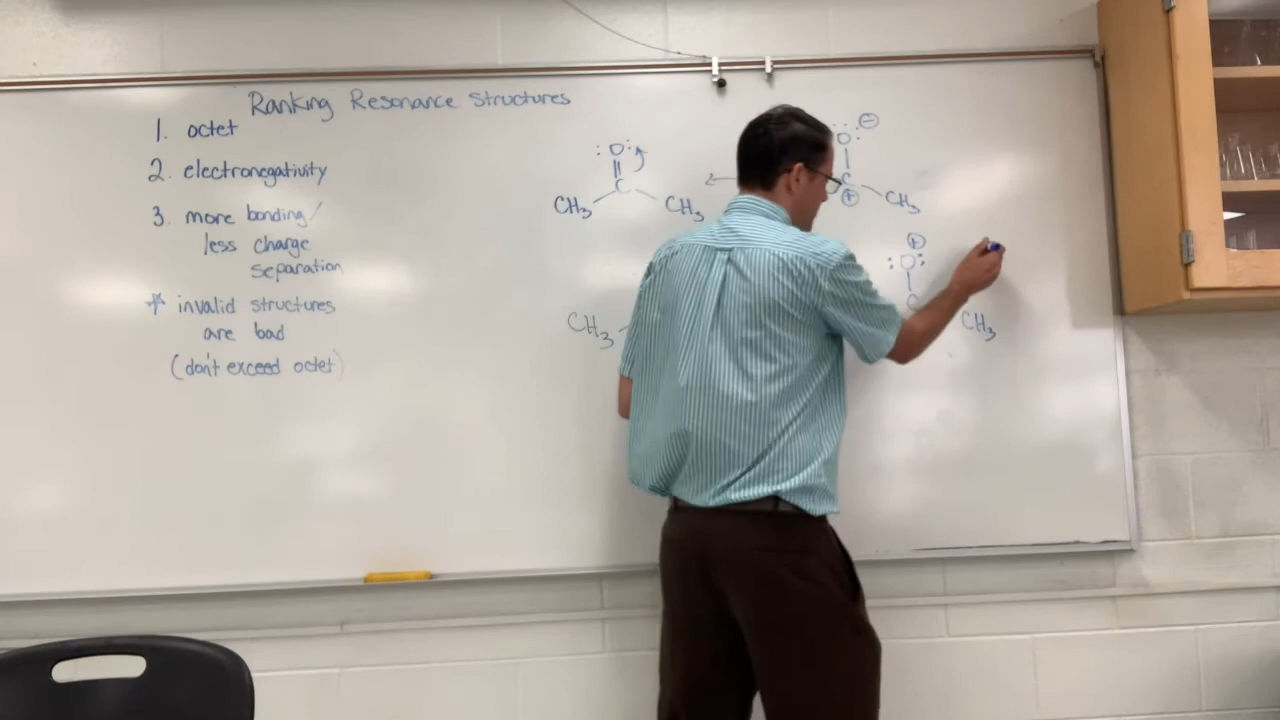 Ranking Resonance Structures
1. octet
2. electronegativity
3. more bonding/
less charge
separation
* invalid structures
are bad
(don't exceed octet)
:O:
C
CH₃ CH₃
O ⊖
C
⊕ CH₃
⊕
:O:
C
CH₃ CH₃